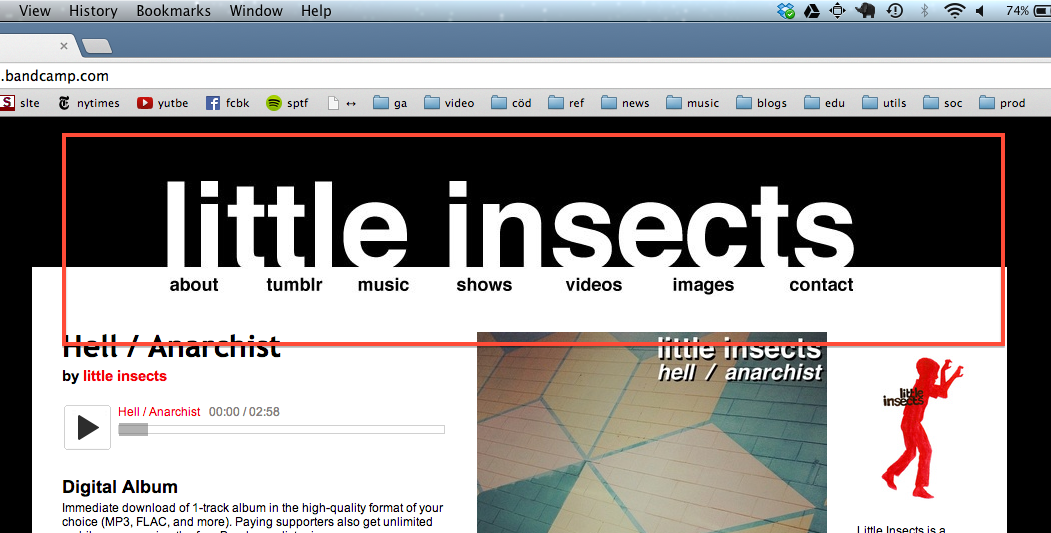 View History Bookmarks Window Help 74%
.bandcamp.com
S slte nytimes yutbe fcbk sptf ↔ ga video cöd ref news music blogs edu utils soc prod
little insects
about tumblr music shows videos images contact
Hell / Anarchist
by little insects
Hell / Anarchist 00:00 / 02:58
Digital Album
Immediate download of 1-track album in the high-quality format of your
choice (MP3, FLAC, and more). Paying supporters also get unlimited
little insects
hell / anarchist
little
insects
Little Insects is a